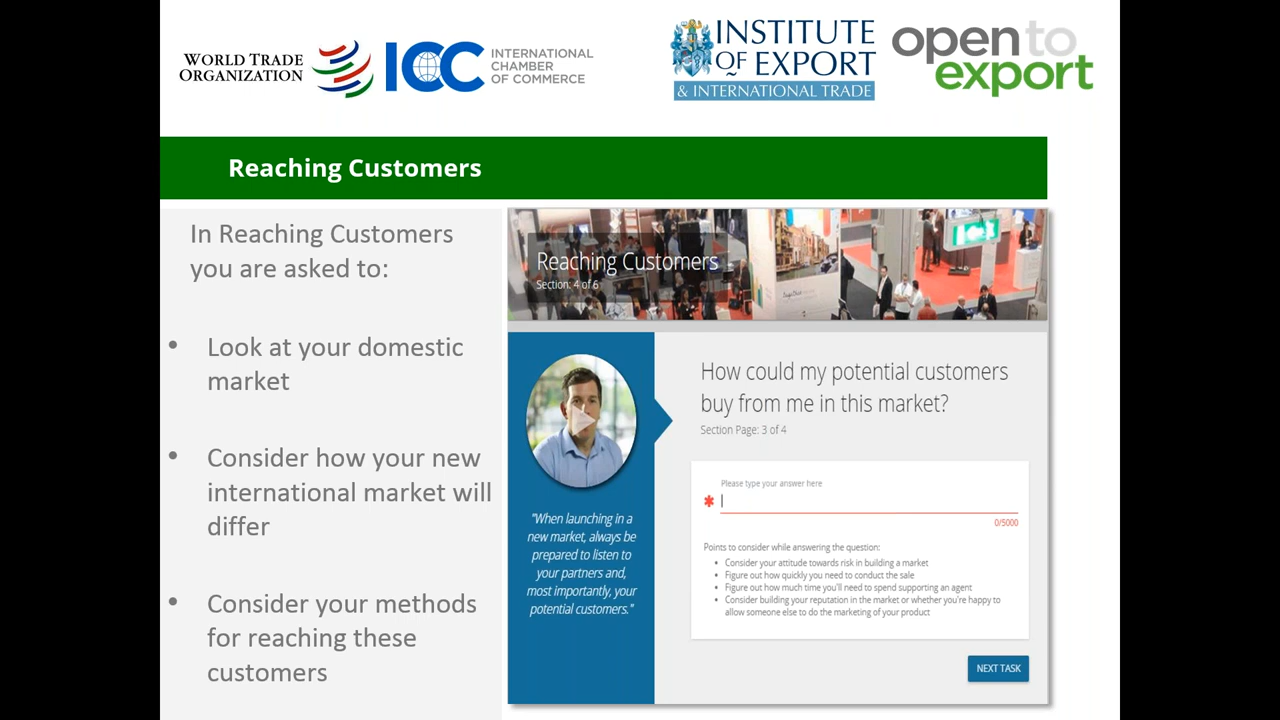 WORLD TRADE
ORGANIZATION
ICC
INTERNATIONAL
CHAMBER
OF COMMERCE
INSTITUTE
OF EXPORT
& INTERNATIONAL TRADE
open to
export
Reaching Customers
In Reaching Customers
you are asked to:
• Look at your domestic
market
• Consider how your new
international market will
differ
• Consider your methods
for reaching these
customers
Reaching Customers
Section: 4 of 6
"When launching in a
new market, always be
prepared to listen to
your partners and,
most importantly, your
potential customers."
How could my potential customers
buy from me in this market?
Section Page: 3 of 4
Please type your answer here
✱
0/5000
Points to consider while answering the question:
• Consider your attitude towards risk in building a market
• Figure out how quickly you need to conduct the sale
• Figure out how much time you'll need to spend supporting an agent
• Consider building your reputation in the market or whether you're happy to
allow someone else to do the marketing of your product
NEXT TASK